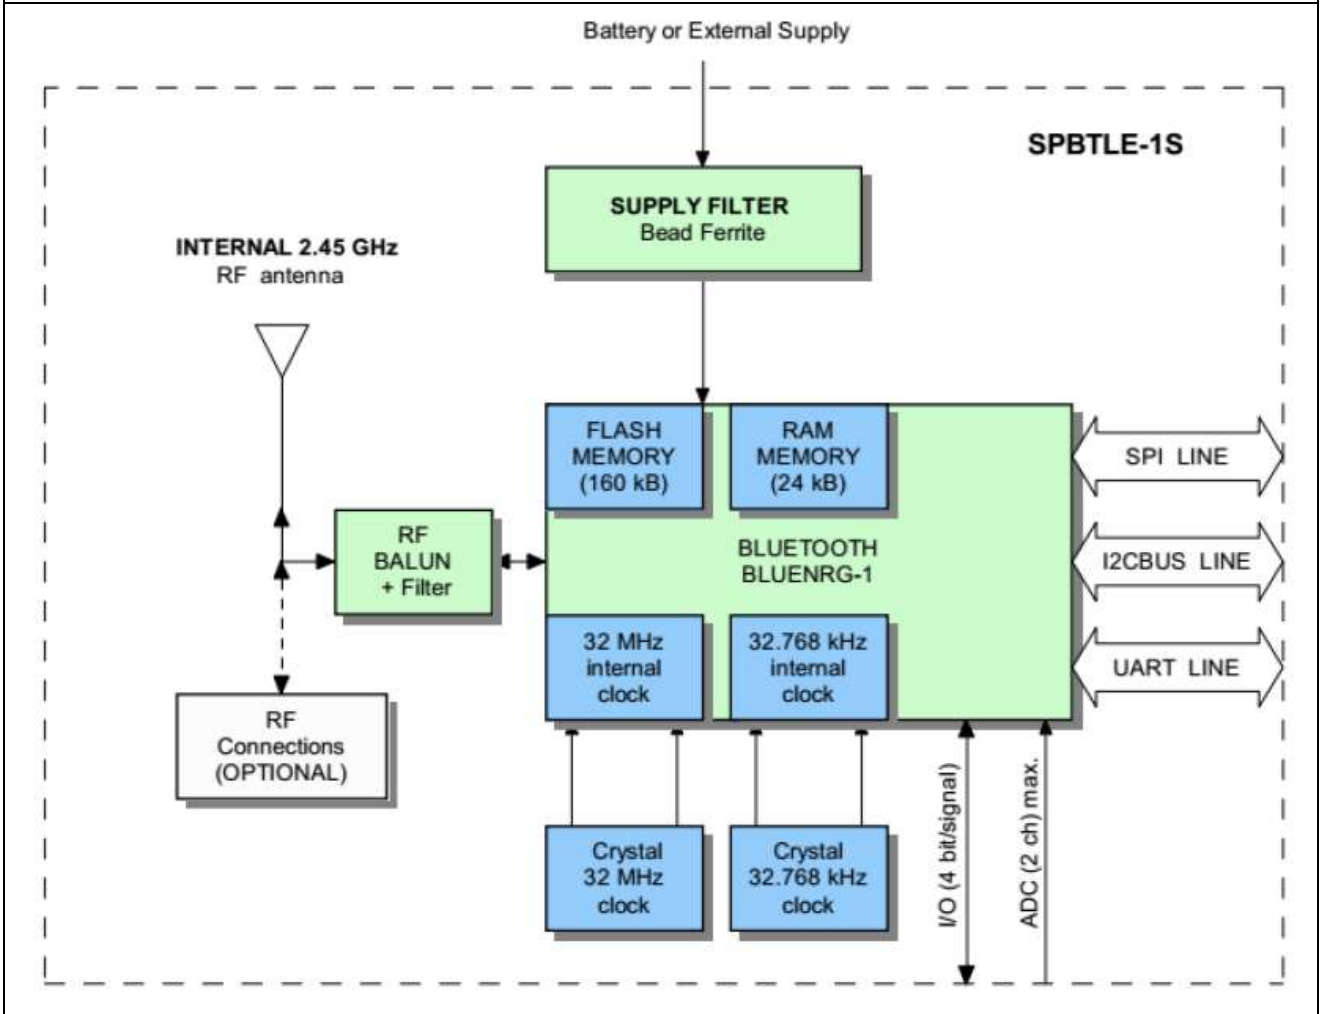 Battery or External Supply
SPBTLE-1S
SUPPLY FILTER
Bead Ferrite
INTERNAL 2.45 GHz
RF antenna
FLASH
MEMORY
(160 kB)
RAM
MEMORY
(24 kB)
SPI LINE
RF
BALUN
+ Filter
BLUETOOTH
BLUENRG-1
I2CBUS LINE
32 MHz
internal
clock
32.768 kHz
internal
clock
UART LINE
RF
Connections
(OPTIONAL)
Crystal
32 MHz
clock
Crystal
32.768 kHz
clock
I/O (4 bit/signal)
ADC (2 ch) max.